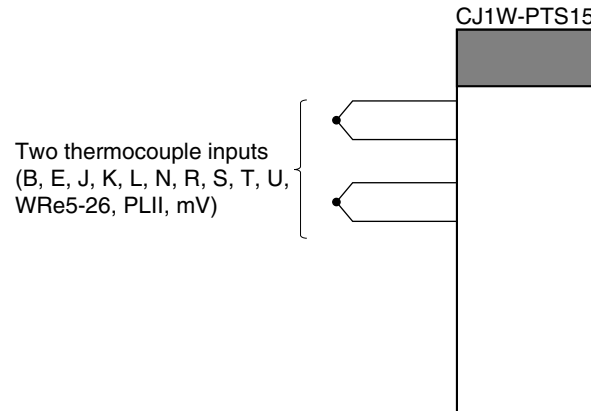 CJ1W-PTS15
Two thermocouple inputs
(B, E, J, K, L, N, R, S, T, U,
WRe5-26, PLII, mV)